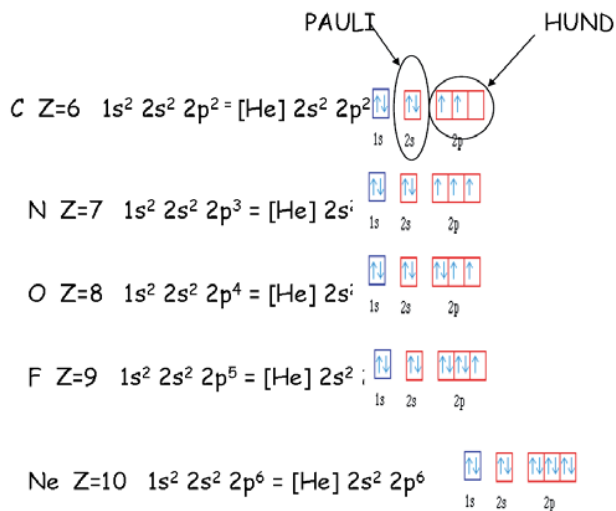 PAULI HUND
C Z=6 1s² 2s² 2p² = [He] 2s² 2p²
1s 2s 2p
N Z=7 1s² 2s² 2p³ = [He] 2s²
1s 2s 2p
O Z=8 1s² 2s² 2p⁴ = [He] 2s²
1s 2s 2p
F Z=9 1s² 2s² 2p⁵ = [He] 2s²
1s 2s 2p
Ne Z=10 1s² 2s² 2p⁶ = [He] 2s² 2p⁶
1s 2s 2p